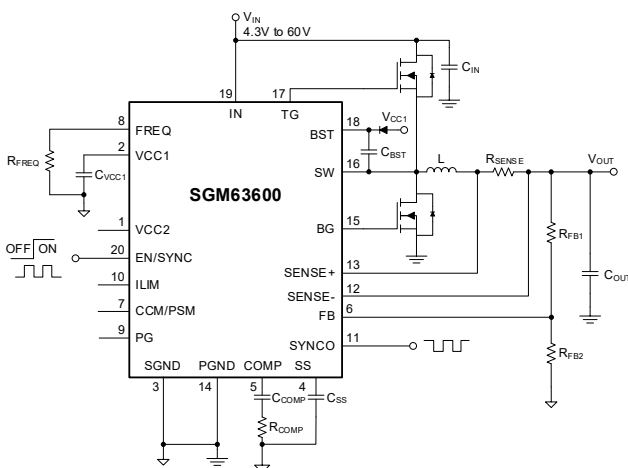 VIN
4.3V to 60V
CIN
19
17
IN
TG
8
FREQ
RFREQ
2
VCC1
CVCC1
18
BST
VCC1
CBST
16
SW
L
RSENSE
VOUT
SGM63600
1
VCC2
15
BG
RFB1
OFF ON
20
EN/SYNC
13
SENSE+
COUT
10
ILIM
12
SENSE-
7
CCM/PSM
6
FB
9
PG
11
SYNCO
RFB2
SGND
PGND
COMP
SS
3
14
5
4
CCOMP
CSS
RCOMP